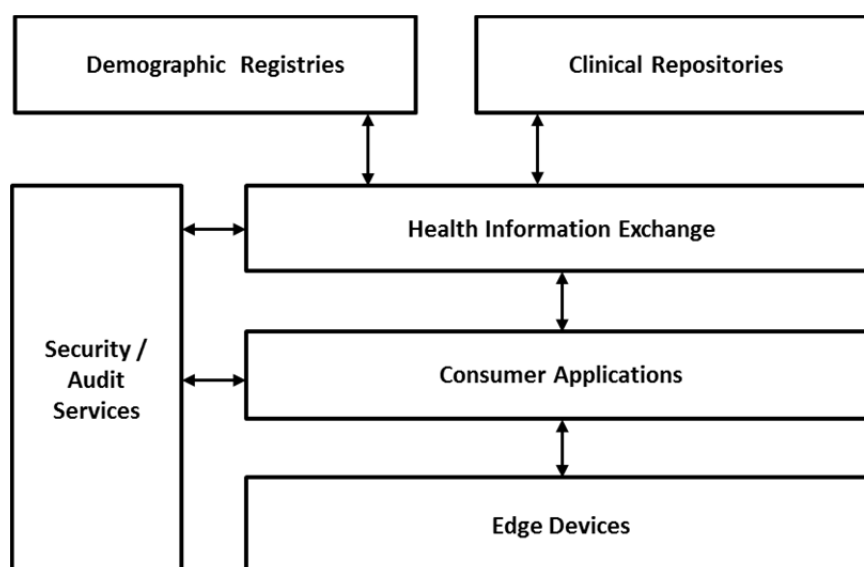 Demographic Registries
Clinical Repositories
Health Information Exchange
Security /
Audit
Services
Consumer Applications
Edge Devices